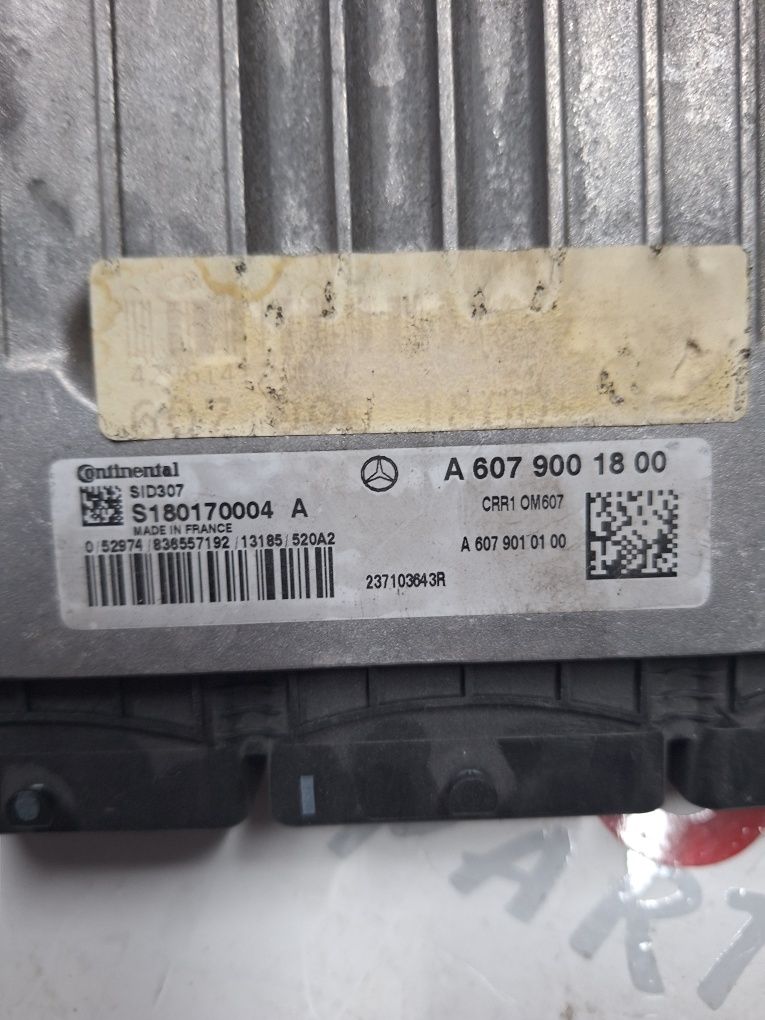 Continental
SID307
S180170004 A
MADE IN FRANCE
0/52974/836557192/13185/520A2
A 607 900 18 00
CRR1 OM607
A 607 901 01 00
237103643R